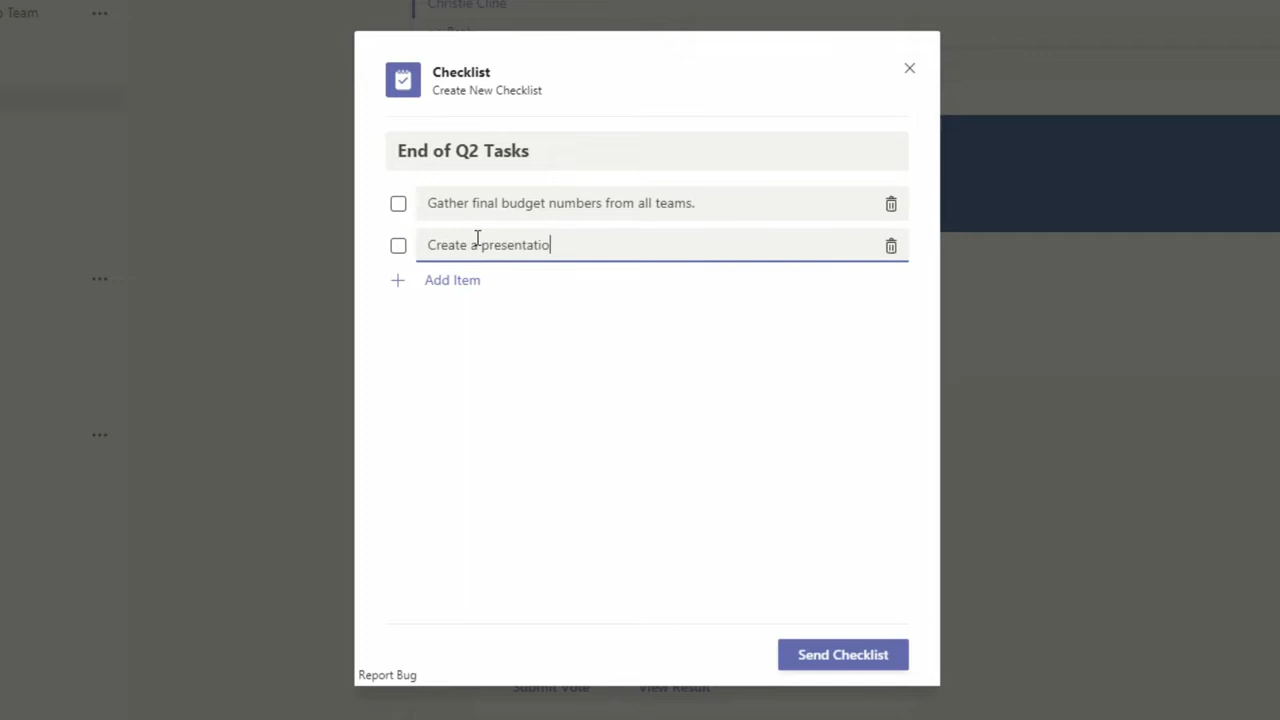 Team
Christie Cline
Checklist
Create New Checklist
End of Q2 Tasks
Gather final budget numbers from all teams.
Create a presentatio
Add Item
Send Checklist
Report Bug
Submit Vote
View Result